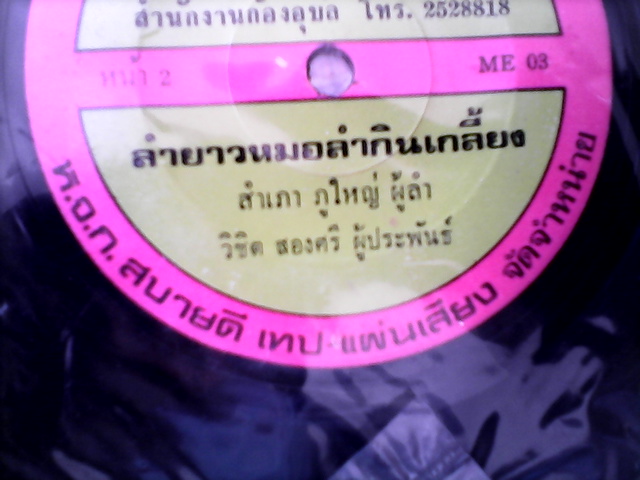 สำนักงานก้องอุบล โทร. 2528818
หน้า 2
ME 03
ลำยาวหมอลำกินเกลี้ยง
สำเภา ภูใหญ่ ผู้ลำ
วิชิต สองศรี ผู้ประพันธ์
ห.จ.ก. สบายดี เทป-แผ่นเสียง จัดจำหน่าย